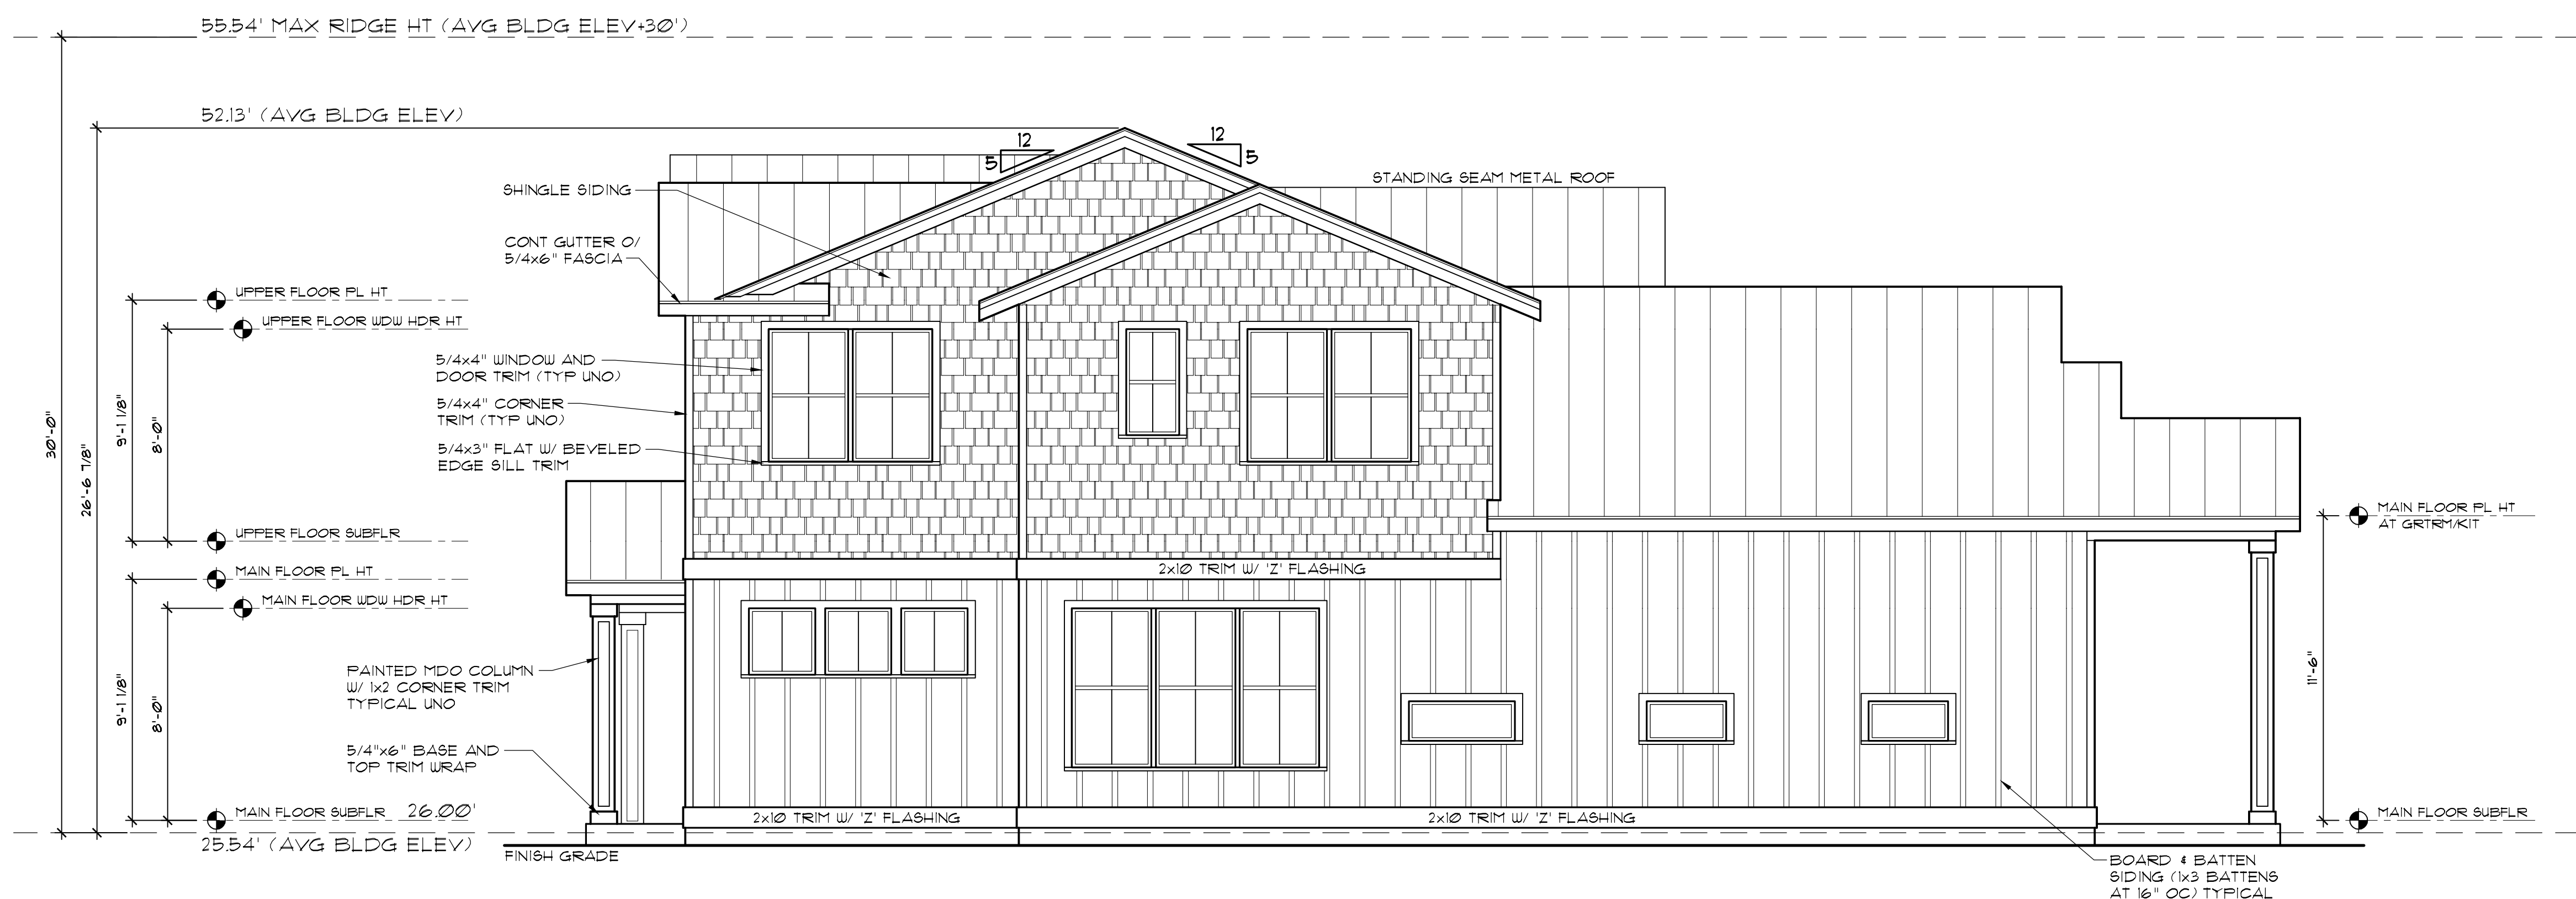 55.54' MAX RIDGE HT (AVG BLDG ELEV+30')
52.13' (AVG BLDG ELEV)
12
5
12
5
SHINGLE SIDING
STANDING SEAM METAL ROOF
CONT GUTTER O/
5/4x6" FASCIA
UPPER FLOOR PL HT
UPPER FLOOR WDW HDR HT
5/4x4" WINDOW AND
DOOR TRIM (TYP UNO)
5/4x4" CORNER
TRIM (TYP UNO)
5/4x3" FLAT W/ BEVELED
EDGE SILL TRIM
30'-0"
26'-6 7/8"
9'-1 1/8"
8'-0"
UPPER FLOOR SUBFLR
MAIN FLOOR PL HT
MAIN FLOOR WDW HDR HT
MAIN FLOOR PL HT
AT GRTRM/KIT
2x10 TRIM W/ 'Z' FLASHING
PAINTED MDO COLUMN
W/ 1x2 CORNER TRIM
TYPICAL UNO
9'-1 1/8"
8'-0"
11'-6"
5/4"x6" BASE AND
TOP TRIM WRAP
MAIN FLOOR SUBFLR 26.00'
2x10 TRIM W/ 'Z' FLASHING
2x10 TRIM W/ 'Z' FLASHING
MAIN FLOOR SUBFLR
25.54' (AVG BLDG ELEV)
FINISH GRADE
BOARD & BATTEN
SIDING (1x3 BATTENS
AT 16" OC) TYPICAL